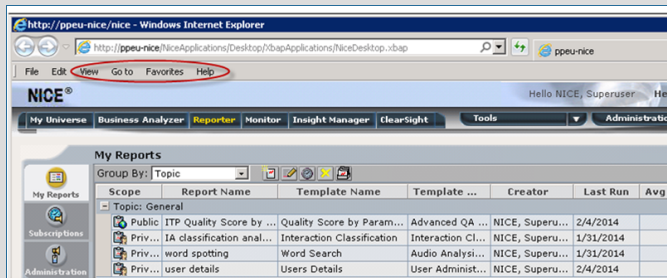 http://ppeu-nice/nice - Windows Internet Explorer
http://ppeu-nice/NiceApplications/Desktop/XbapApplications/NiceDesktop.xbap
ppeu-nice
File Edit View Go to Favorites Help
NICE® Hello NICE, Superuser He
My Universe Business Analyzer Reporter Monitor Insight Manager ClearSight Tools Administratio
My Reports
Group By: Topic
Scope Report Name Template Name Template ... Creator Last Run Avg
Topic: General
Public ITP Quality Score by ... Quality Score by Param... Advanced QA ... NICE, Superu... 2/4/2014
Priv... IA classification anal... Interaction Classification Interaction Cl... NICE, Superu... 1/31/2014
Priv... word spotting Word Search Audio Analysi... NICE, Superu... 1/31/2014
Priv... user details Users Details User Administ... NICE, Superu... 2/4/2014
My Reports
Subscriptions
Administration